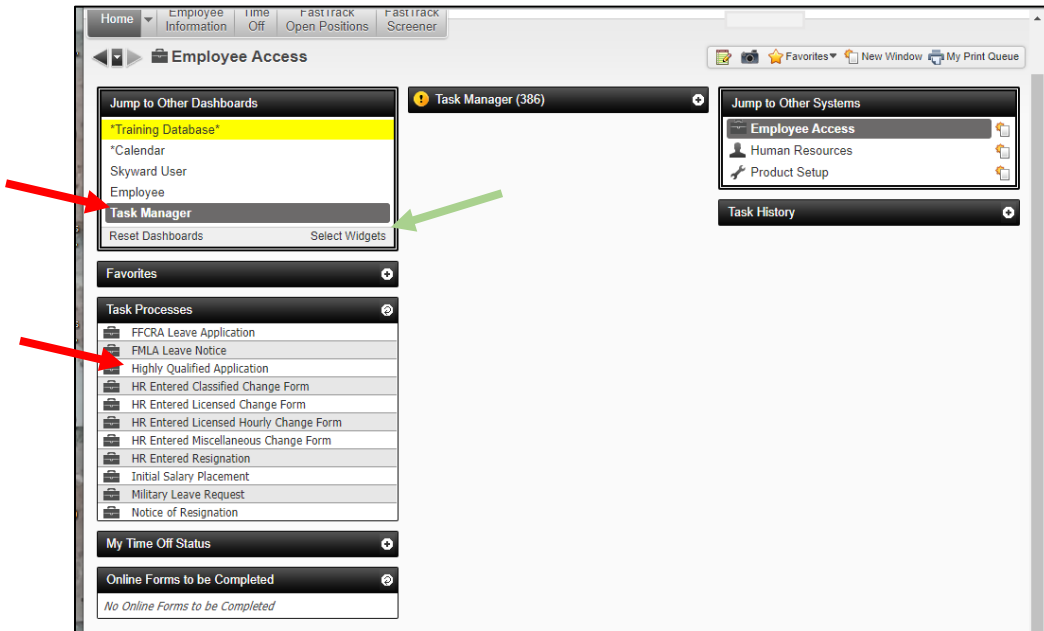 Home
Employee Information
Time Off
FastTrack Open Positions
FastTrack Screener
Employee Access
Favorites
New Window
My Print Queue
Jump to Other Dashboards
*Training Database*
*Calendar
Skyward User
Employee
Task Manager
Reset Dashboards
Select Widgets
Favorites
Task Processes
FFCRA Leave Application
FMLA Leave Notice
Highly Qualified Application
HR Entered Classified Change Form
HR Entered Licensed Change Form
HR Entered Licensed Hourly Change Form
HR Entered Miscellaneous Change Form
HR Entered Resignation
Initial Salary Placement
Military Leave Request
Notice of Resignation
My Time Off Status
Online Forms to be Completed
No Online Forms to be Completed
Task Manager (386)
Jump to Other Systems
Employee Access
Human Resources
Product Setup
Task History